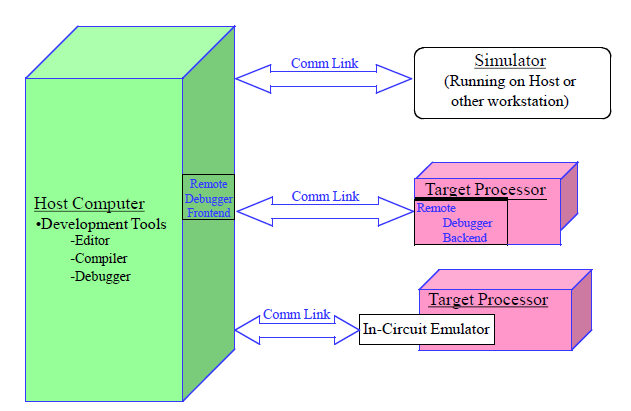 Comm Link
Simulator
(Running on Host or
other workstation)
Host Computer
•Development Tools
-Editor
-Compiler
-Debugger
Remote
Debugger
Frontend
Comm Link
Target Processor
Remote
Debugger
Backend
Comm Link
Target Processor
In-Circuit Emulator